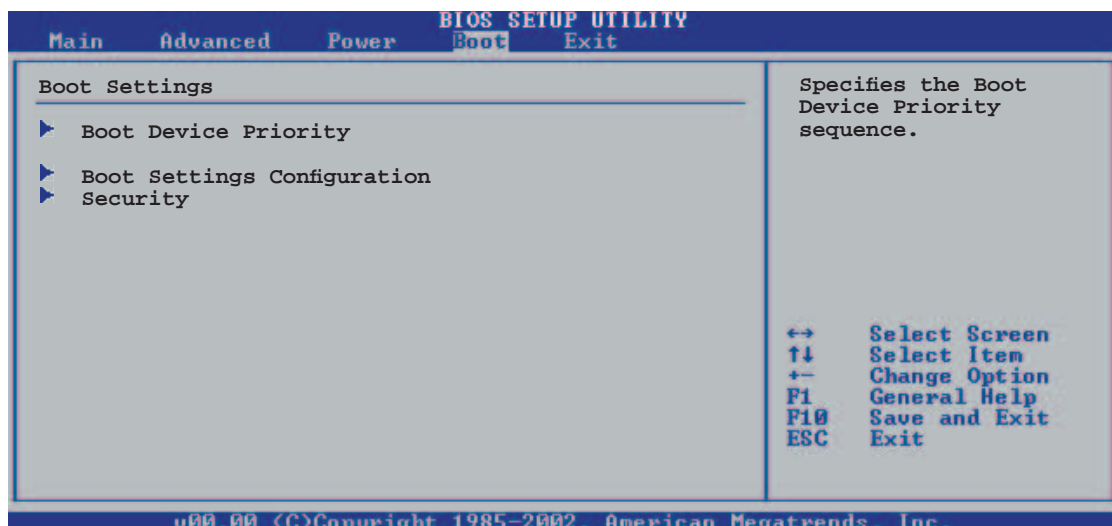 BIOS SETUP UTILITY
Main Advanced Power Boot Exit
Boot Settings
Boot Device Priority
Boot Settings Configuration
Security
Specifies the Boot
Device Priority
sequence.
←→ Select Screen
↑↓ Select Item
+- Change Option
F1 General Help
F10 Save and Exit
ESC Exit
v00.00 (C)Copyright 1985-2002, American Megatrends, Inc.